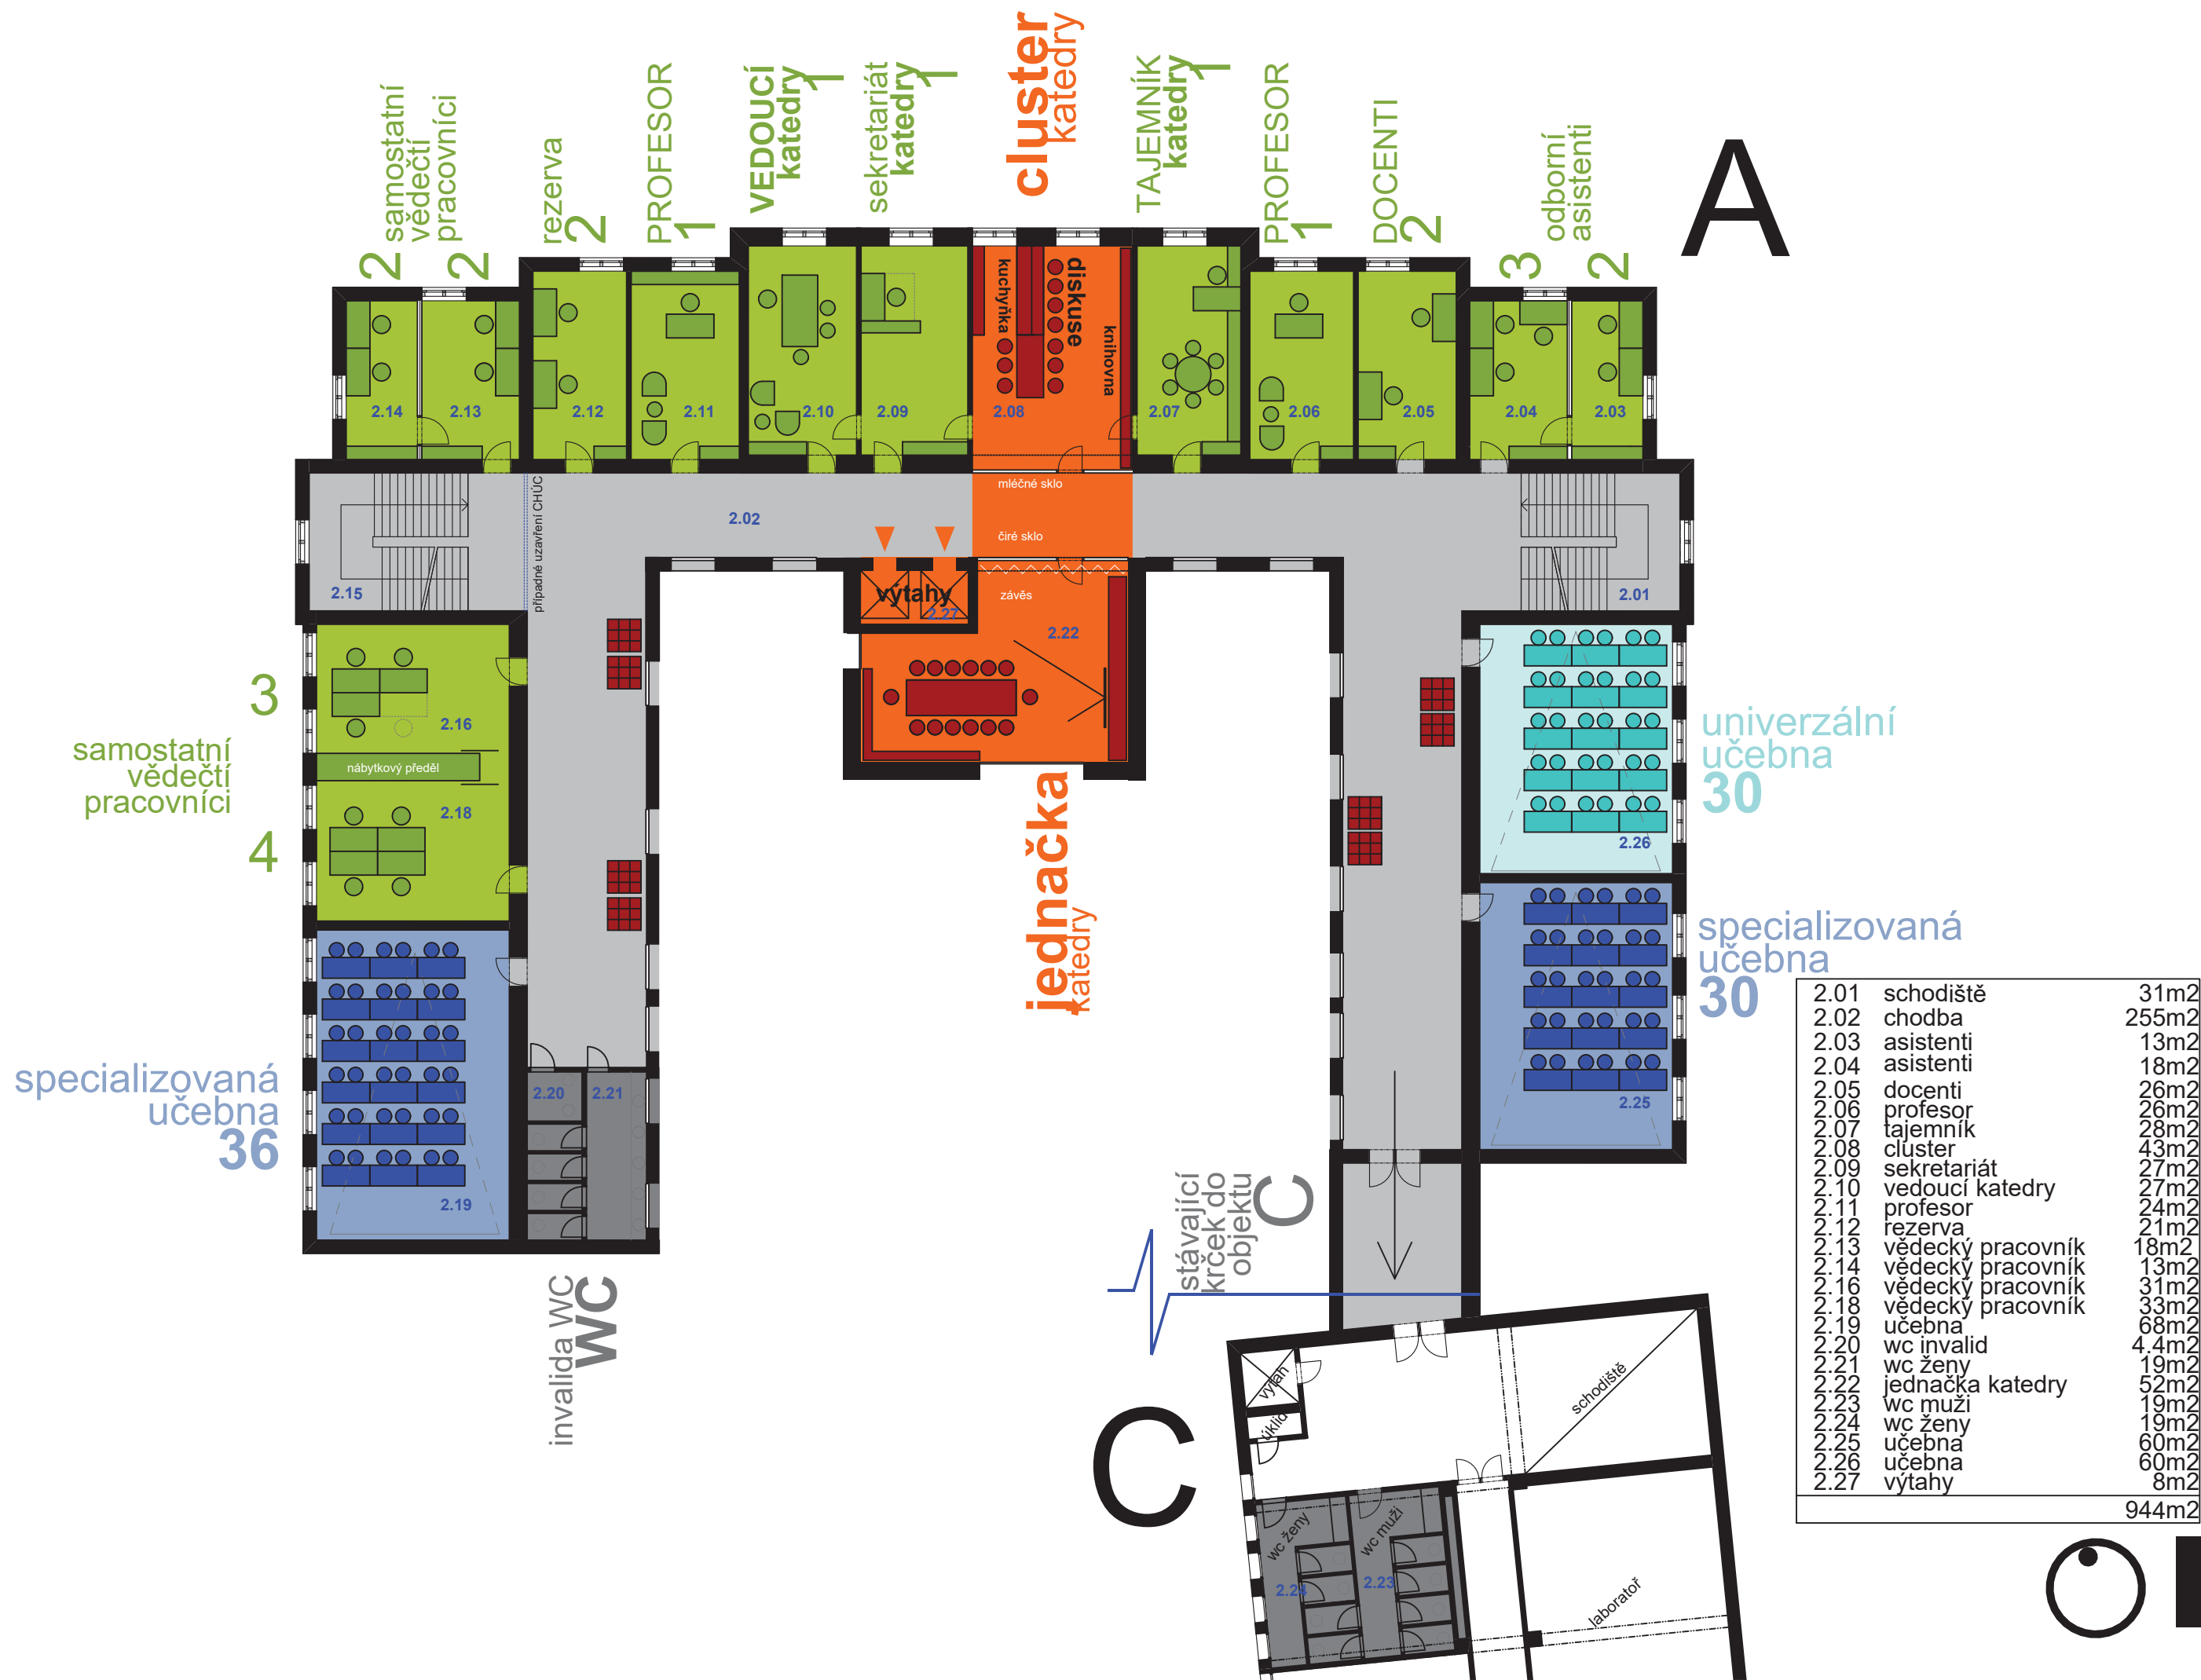 2
samostatní
vědečtí
pracovníci
2
rezerva
2
PROFESOR
1
VEDOUCÍ
katedry
1
sekretariát
katedry
1
cluster
katedry
TAJEMNÍK
katedry
1
PROFESOR
1
DOCENTI
2
3
odborní
asistenti
2
A
kuchyňka
diskuse
knihovna
2.14
2.13
2.12
2.11
2.10
2.09
2.08
2.07
2.06
2.05
2.04
2.03
2.15
případné uzavření CHÚC
2.02
mléčné sklo
čiré sklo
výtahy
2.27
závěs
2.22
2.01
3
samostatní
vědečtí
pracovníci
4
2.16
nábytkový předěl
2.18
jednačka
katedry
univerzální
učebna
30
2.26
specializovaná
učebna
30
2.25
specializovaná
učebna
36
2.19
2.20
2.21
invalida WC
WC
stávající
krček do
objektu
C
C
výtah
úklid
schodiště
wc ženy
2.24
wc muži
2.23
laboratoř
2.01 schodiště 31m2
2.02 chodba 255m2
2.03 asistenti 13m2
2.04 asistenti 18m2
2.05 docenti 26m2
2.06 profesor 26m2
2.07 tajemník 28m2
2.08 cluster 43m2
2.09 sekretariát 27m2
2.10 vedoucí katedry 27m2
2.11 profesor 24m2
2.12 rezerva 21m2
2.13 vědecký pracovník 18m2
2.14 vědecký pracovník 13m2
2.16 vědecký pracovník 31m2
2.18 vědecký pracovník 33m2
2.19 učebna 68m2
2.20 wc invalid 4.4m2
2.21 wc ženy 19m2
2.22 jednačka katedry 52m2
2.23 wc muži 19m2
2.24 wc ženy 19m2
2.25 učebna 60m2
2.26 učebna 60m2
2.27 výtahy 8m2
944m2